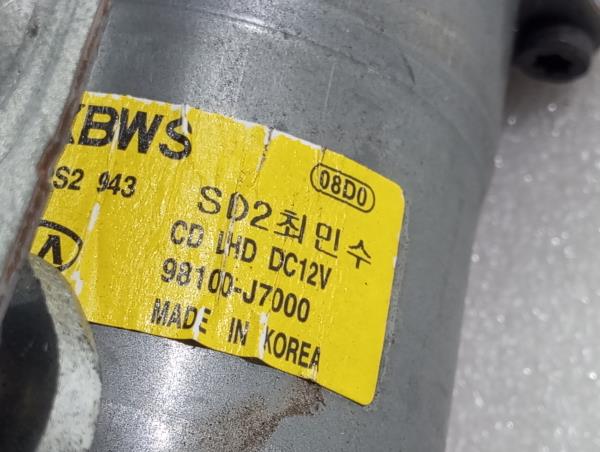 KBWS
08D0
S2 943
SD2최민수
CD LHD DC12V
98100-J7000
MADE IN KOREA